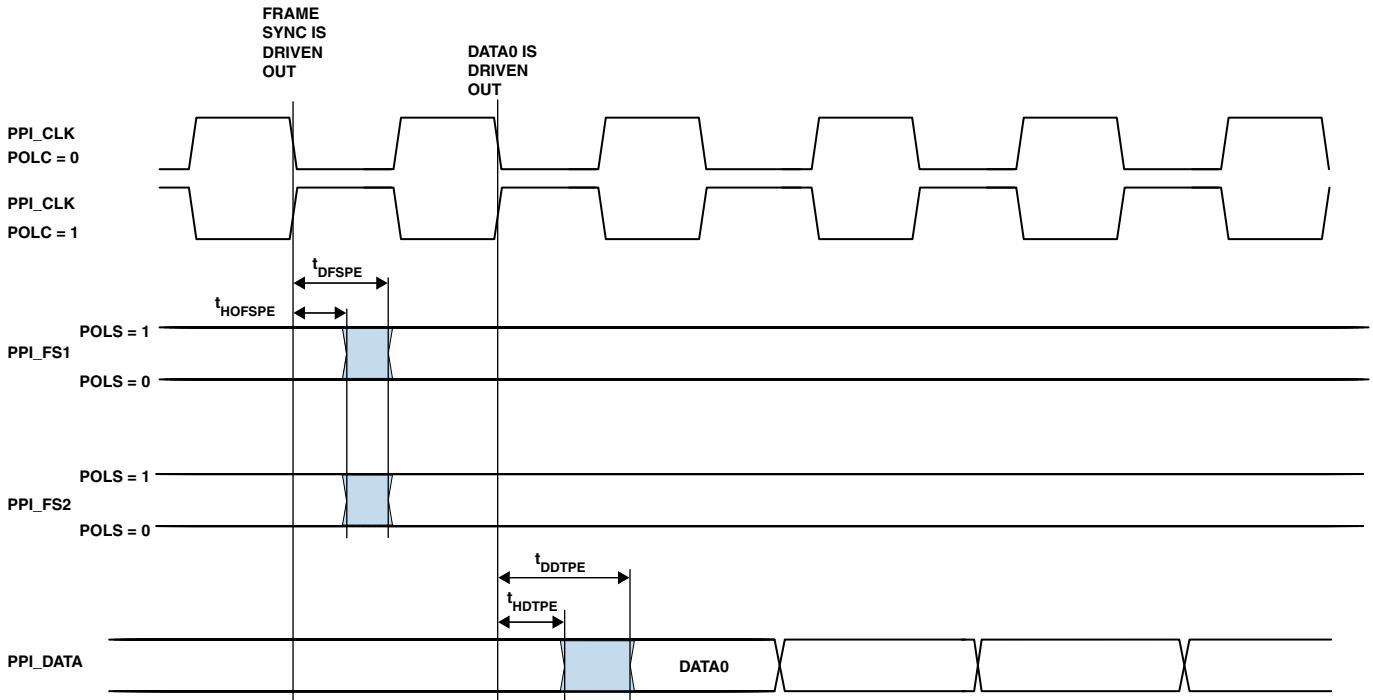 FRAME
SYNC IS
DRIVEN
OUT
DATA0 IS
DRIVEN
OUT
PPI_CLK
POLC = 0
PPI_CLK
POLC = 1
tDFSPE
tHOFSPE
POLS = 1
PPI_FS1
POLS = 0
POLS = 1
PPI_FS2
POLS = 0
tDDTPE
tHDTPE
PPI_DATA
DATA0